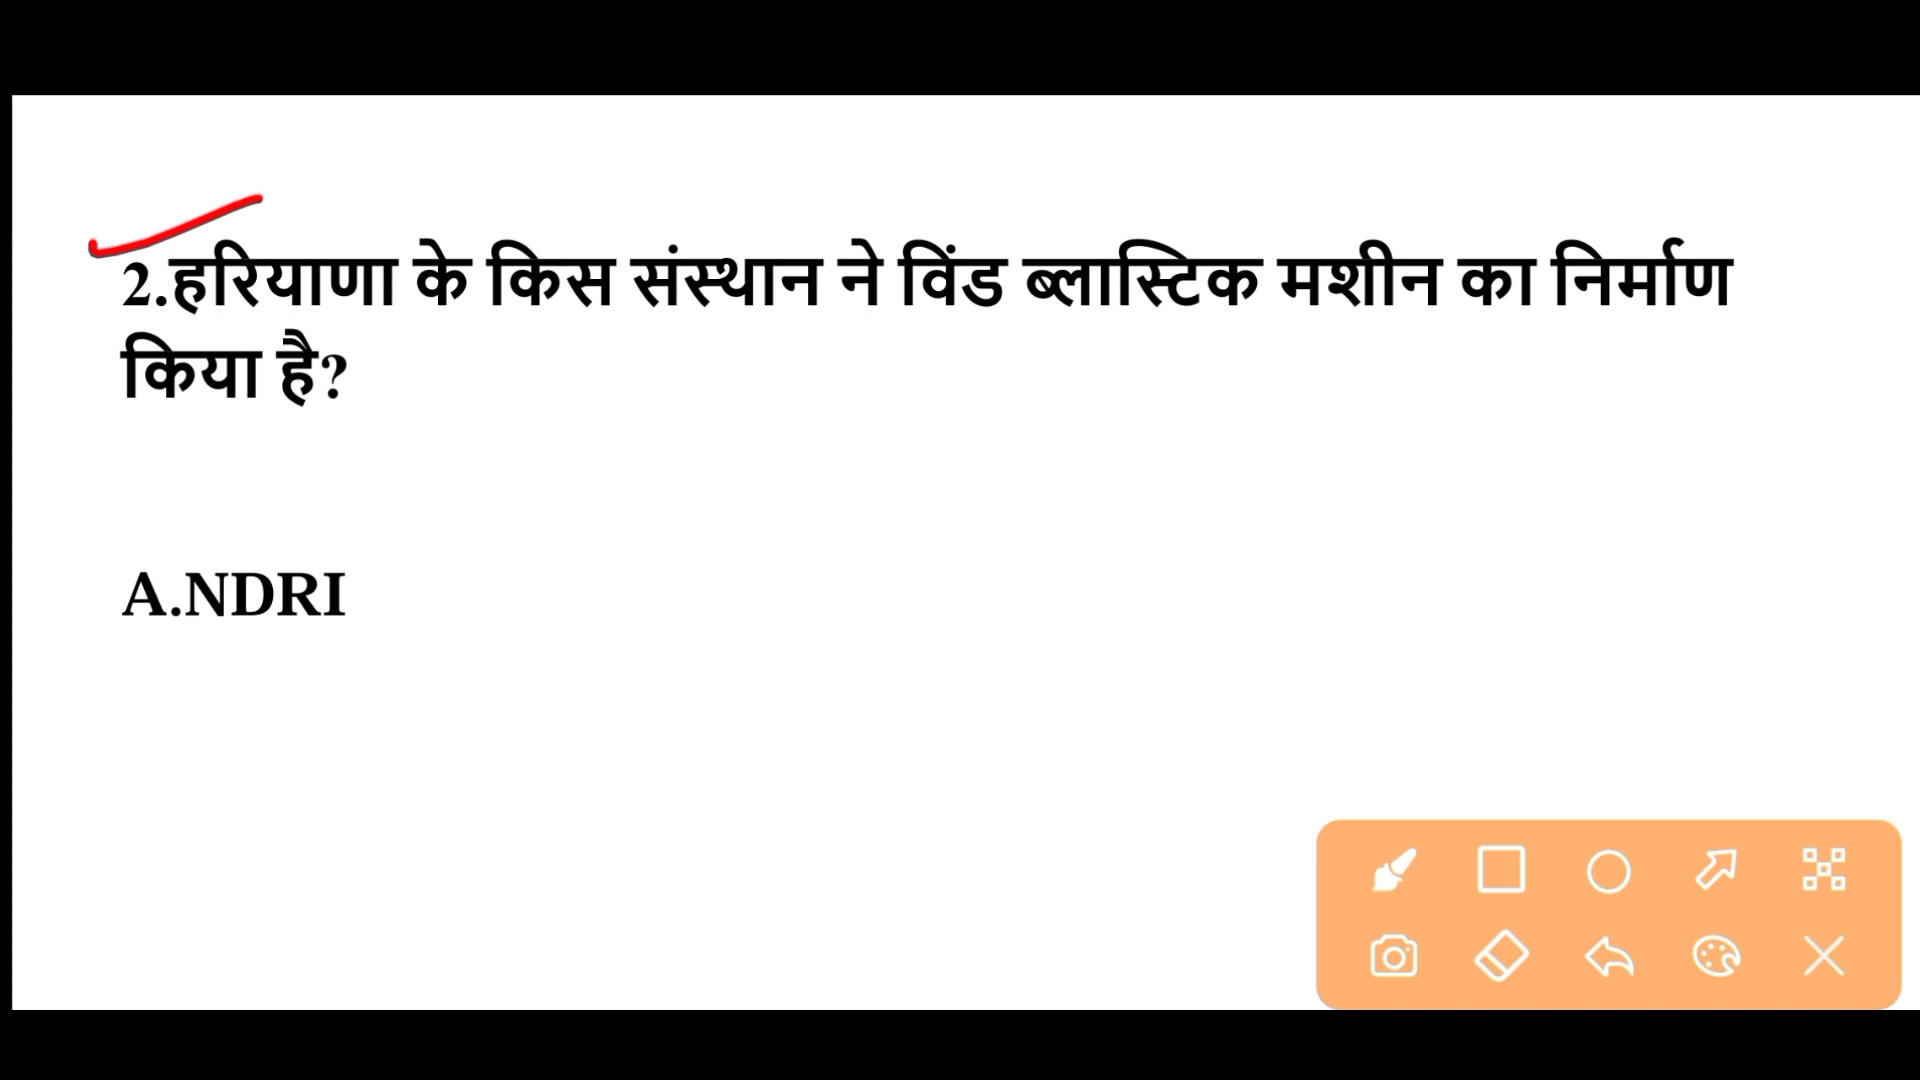 2.हरियाणा के किस संस्थान ने विंड ब्लास्टिक मशीन का निर्माण
किया है?
A.NDRI